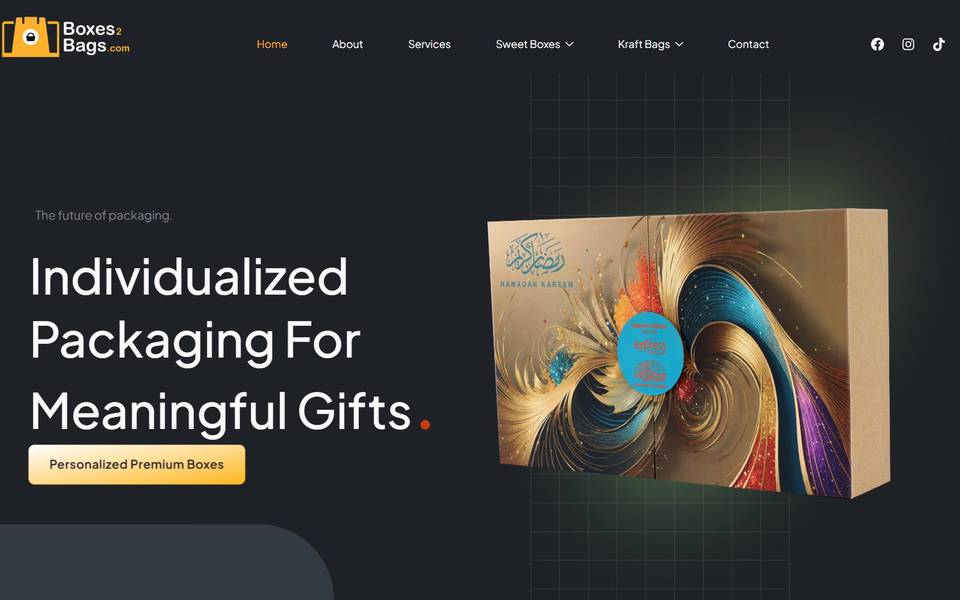 Boxes2
Bags.com
Home
About
Services
Sweet Boxes
Kraft Bags
Contact
The future of packaging.
Individualized
Packaging For
Meaningful Gifts.
Personalized Premium Boxes
رمضان كريم
RAMADAN KAREEM
express